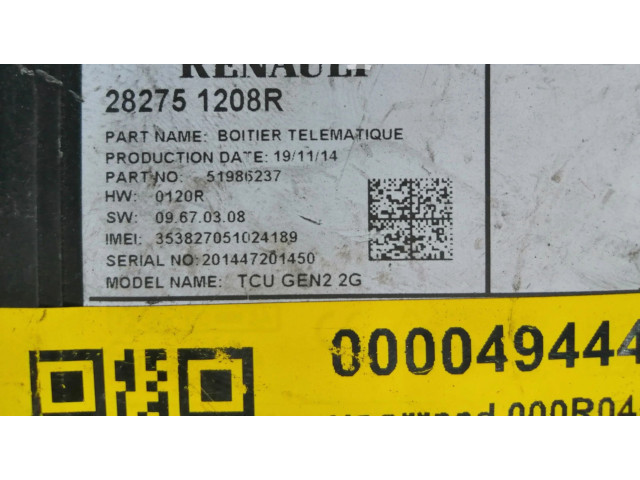 RENAULT
28275 1208R
PART NAME: BOITIER TELEMATIQUE
PRODUCTION DATE: 19/11/14
PART NO: 51986237
HW: 0120R
SW: 09.67.03.08
IMEI: 353827051024189
SERIAL NO:201447201450
MODEL NAME: TCU GEN2 2G
000049444